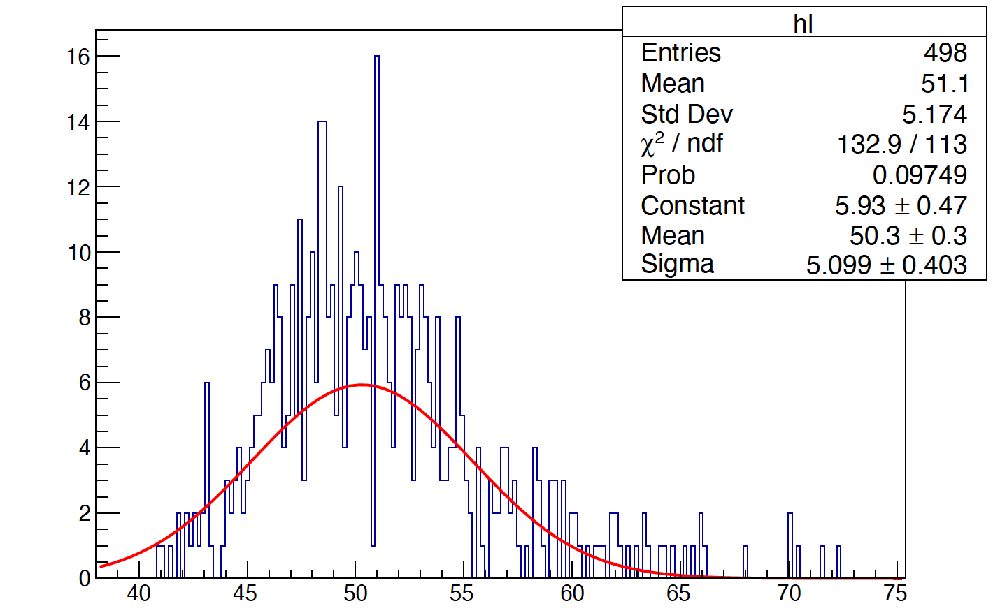 hl
Entries 498
Mean 51.1
Std Dev 5.174
χ² / ndf 132.9 / 113
Prob 0.09749
Constant 5.93 ± 0.47
Mean 50.3 ± 0.3
Sigma 5.099 ± 0.403
16
14
12
10
8
6
4
2
0
40 45 50 55 60 65 70 75